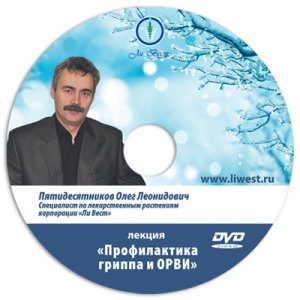 Ли Вест
www.liwest.ru
Пятидесятников Олег Леонидович
Специалист по лекарственным растениям
корпорации «Ли Вест»
лекция
«Профилактика
гриппа и ОРВИ»
DVD
VIDEO